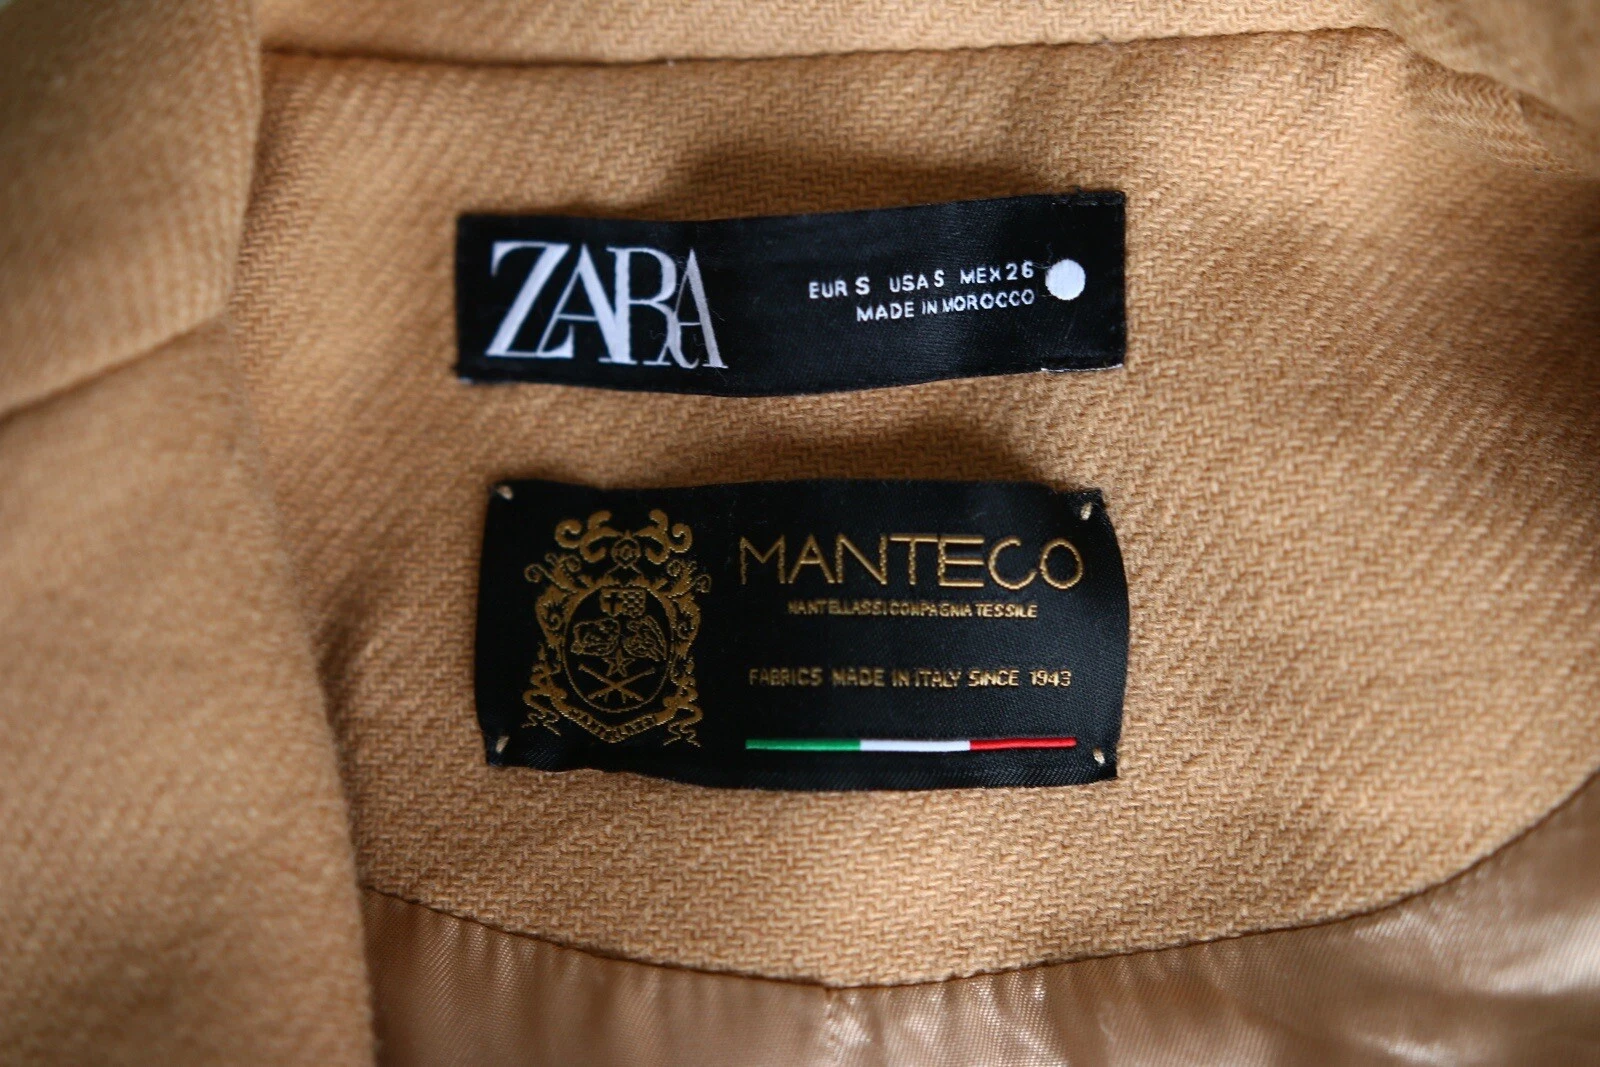 ZARA
EUR S USA S MEX 26
MADE IN MOROCCO
MANTECO
MANTELLASSI COMPAGNIA TESSILE
FABRICS MADE IN ITALY SINCE 1943